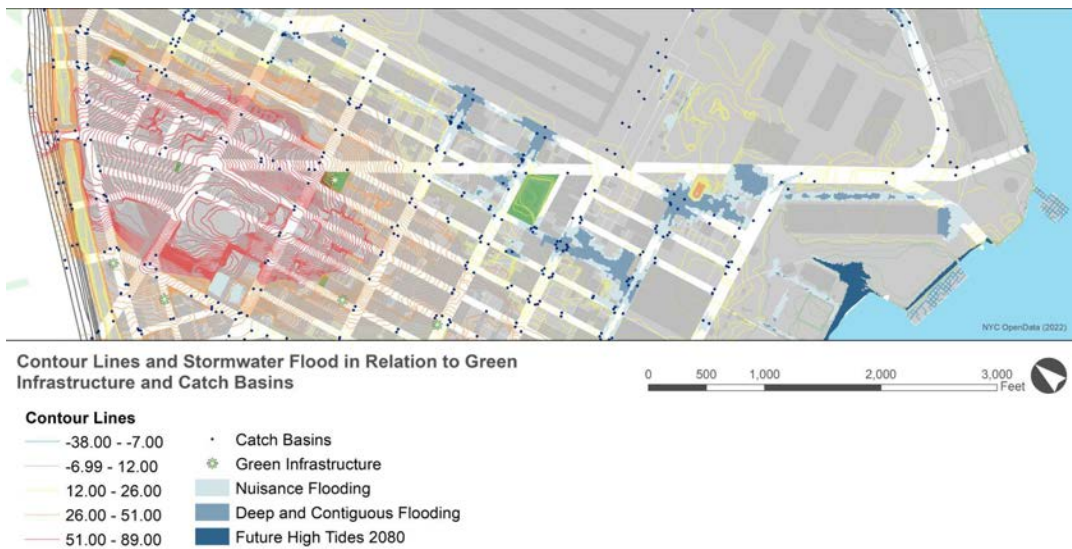 NYC OpenData (2022)
Contour Lines and Stormwater Flood in Relation to Green
Infrastructure and Catch Basins
0 500 1,000 2,000 3,000
Feet
Contour Lines
-38.00 - -7.00
-6.99 - 12.00
12.00 - 26.00
26.00 - 51.00
51.00 - 89.00
Catch Basins
Green Infrastructure
Nuisance Flooding
Deep and Contiguous Flooding
Future High Tides 2080